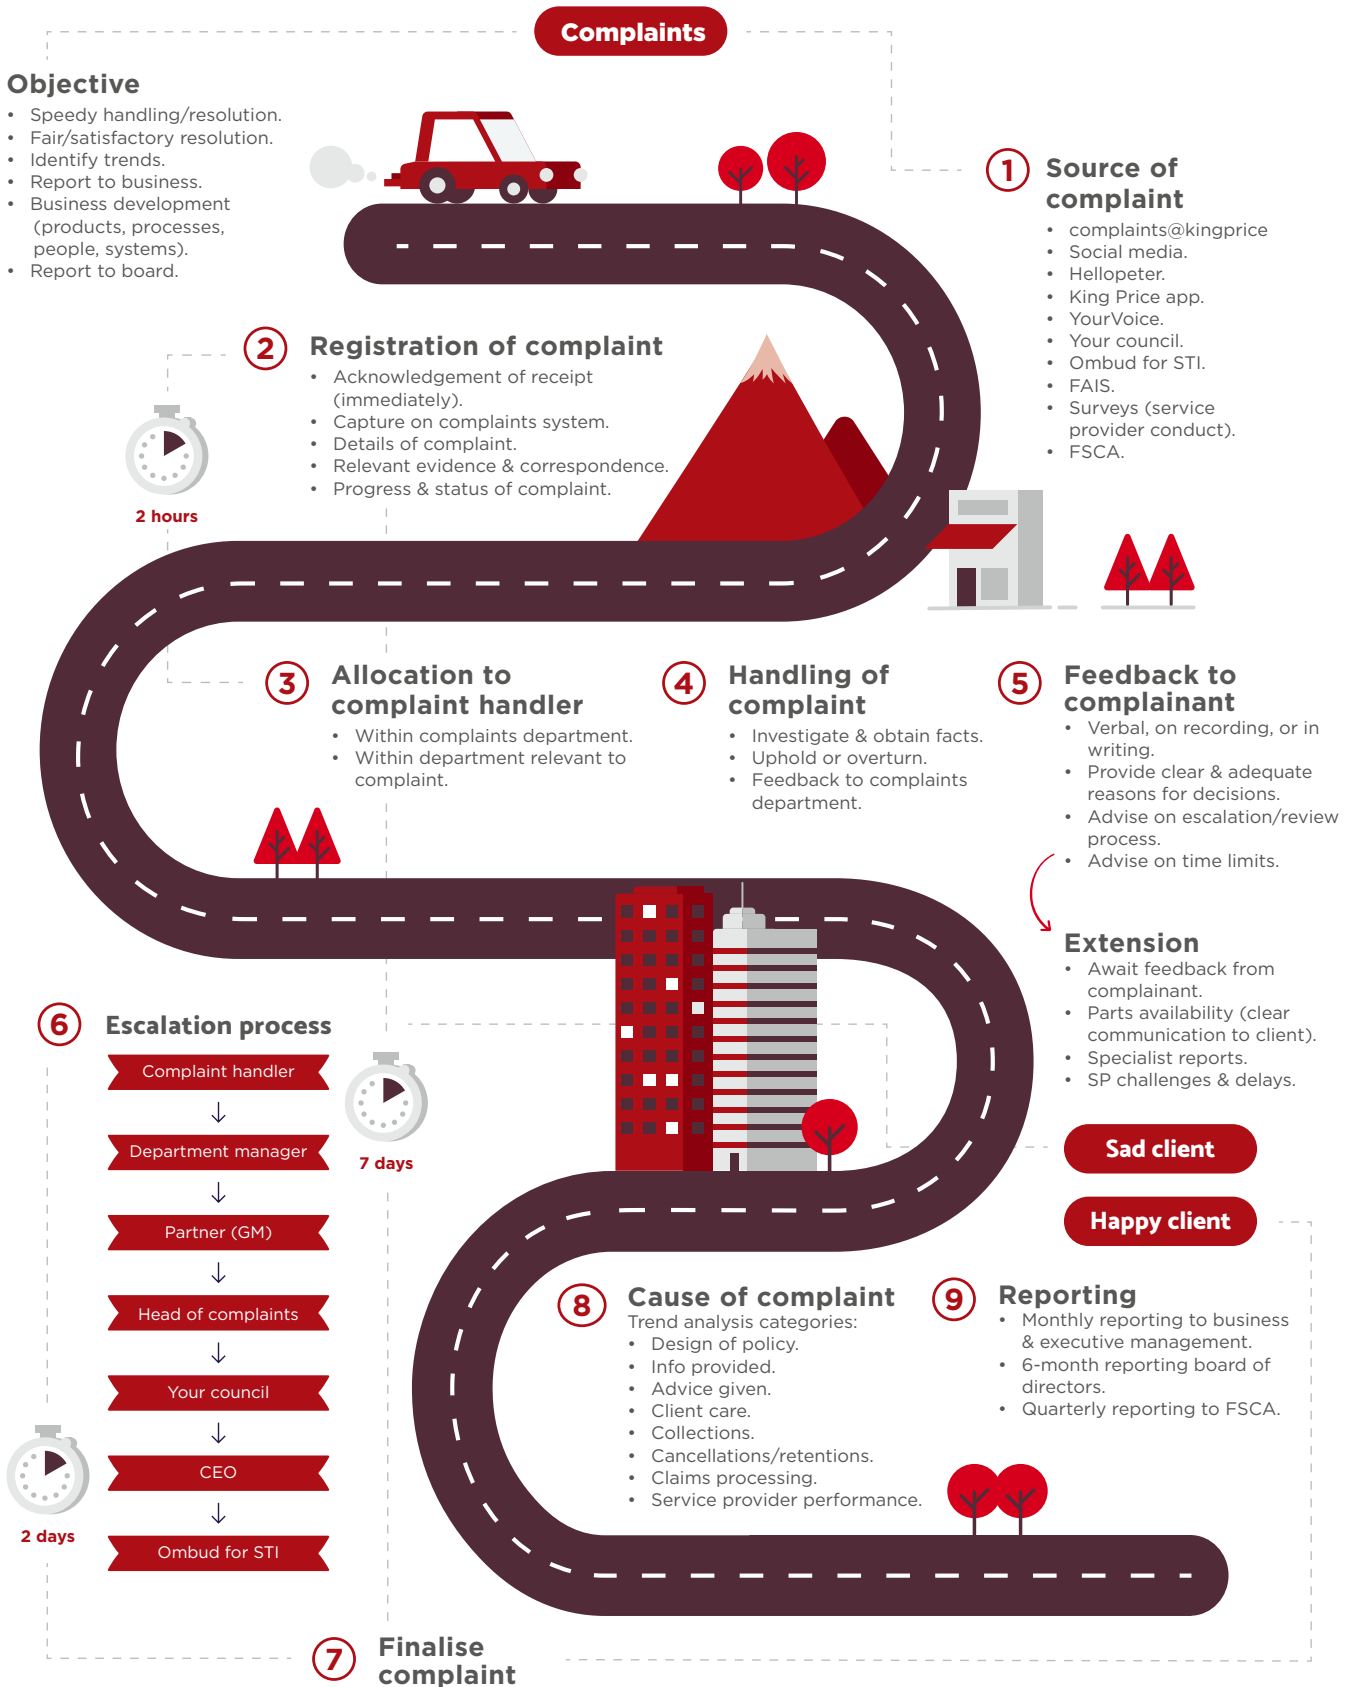 Complaints
Objective
• Speedy handling/resolution.
• Fair/satisfactory resolution.
• Identify trends.
• Report to business.
• Business development
(products, processes,
people, systems).
• Report to board.
1
Source of
complaint
• complaints@kingprice
• Social media.
• Hellopeter.
• King Price app.
• YourVoice.
• Your council.
• Ombud for STI.
• FAIS.
• Surveys (service
provider conduct).
• FSCA.
2
Registration of complaint
• Acknowledgement of receipt
(immediately).
• Capture on complaints system.
• Details of complaint.
• Relevant evidence & correspondence.
• Progress & status of complaint.
2 hours
3
Allocation to
complaint handler
• Within complaints department.
• Within department relevant to
complaint.
4
Handling of
complaint
• Investigate & obtain facts.
• Uphold or overturn.
• Feedback to complaints
department.
5
Feedback to
complainant
• Verbal, on recording, or in
writing.
• Provide clear & adequate
reasons for decisions.
• Advise on escalation/review
process.
• Advise on time limits.
Extension
• Await feedback from
complainant.
• Parts availability (clear
communication to client).
• Specialist reports.
• SP challenges & delays.
Sad client
Happy client
6
Escalation process
Complaint handler
Department manager
Partner (GM)
Head of complaints
Your council
CEO
Ombud for STI
7 days
2 days
7
Finalise
complaint
8
Cause of complaint
Trend analysis categories:
• Design of policy.
• Info provided.
• Advice given.
• Client care.
• Collections.
• Cancellations/retentions.
• Claims processing.
• Service provider performance.
9
Reporting
• Monthly reporting to business
& executive management.
• 6-month reporting board of
directors.
• Quarterly reporting to FSCA.